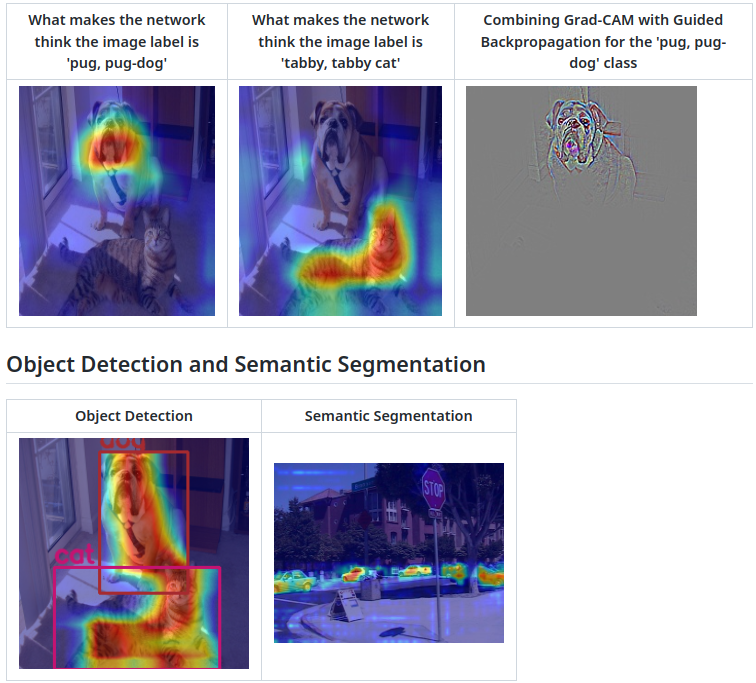 What makes the network
think the image label is
'pug, pug-dog'
What makes the network
think the image label is
'tabby, tabby cat'
Combining Grad-CAM with Guided
Backpropagation for the 'pug, pug-
dog' class
Object Detection and Semantic Segmentation
Object Detection
Semantic Segmentation
dog
cat
STOP